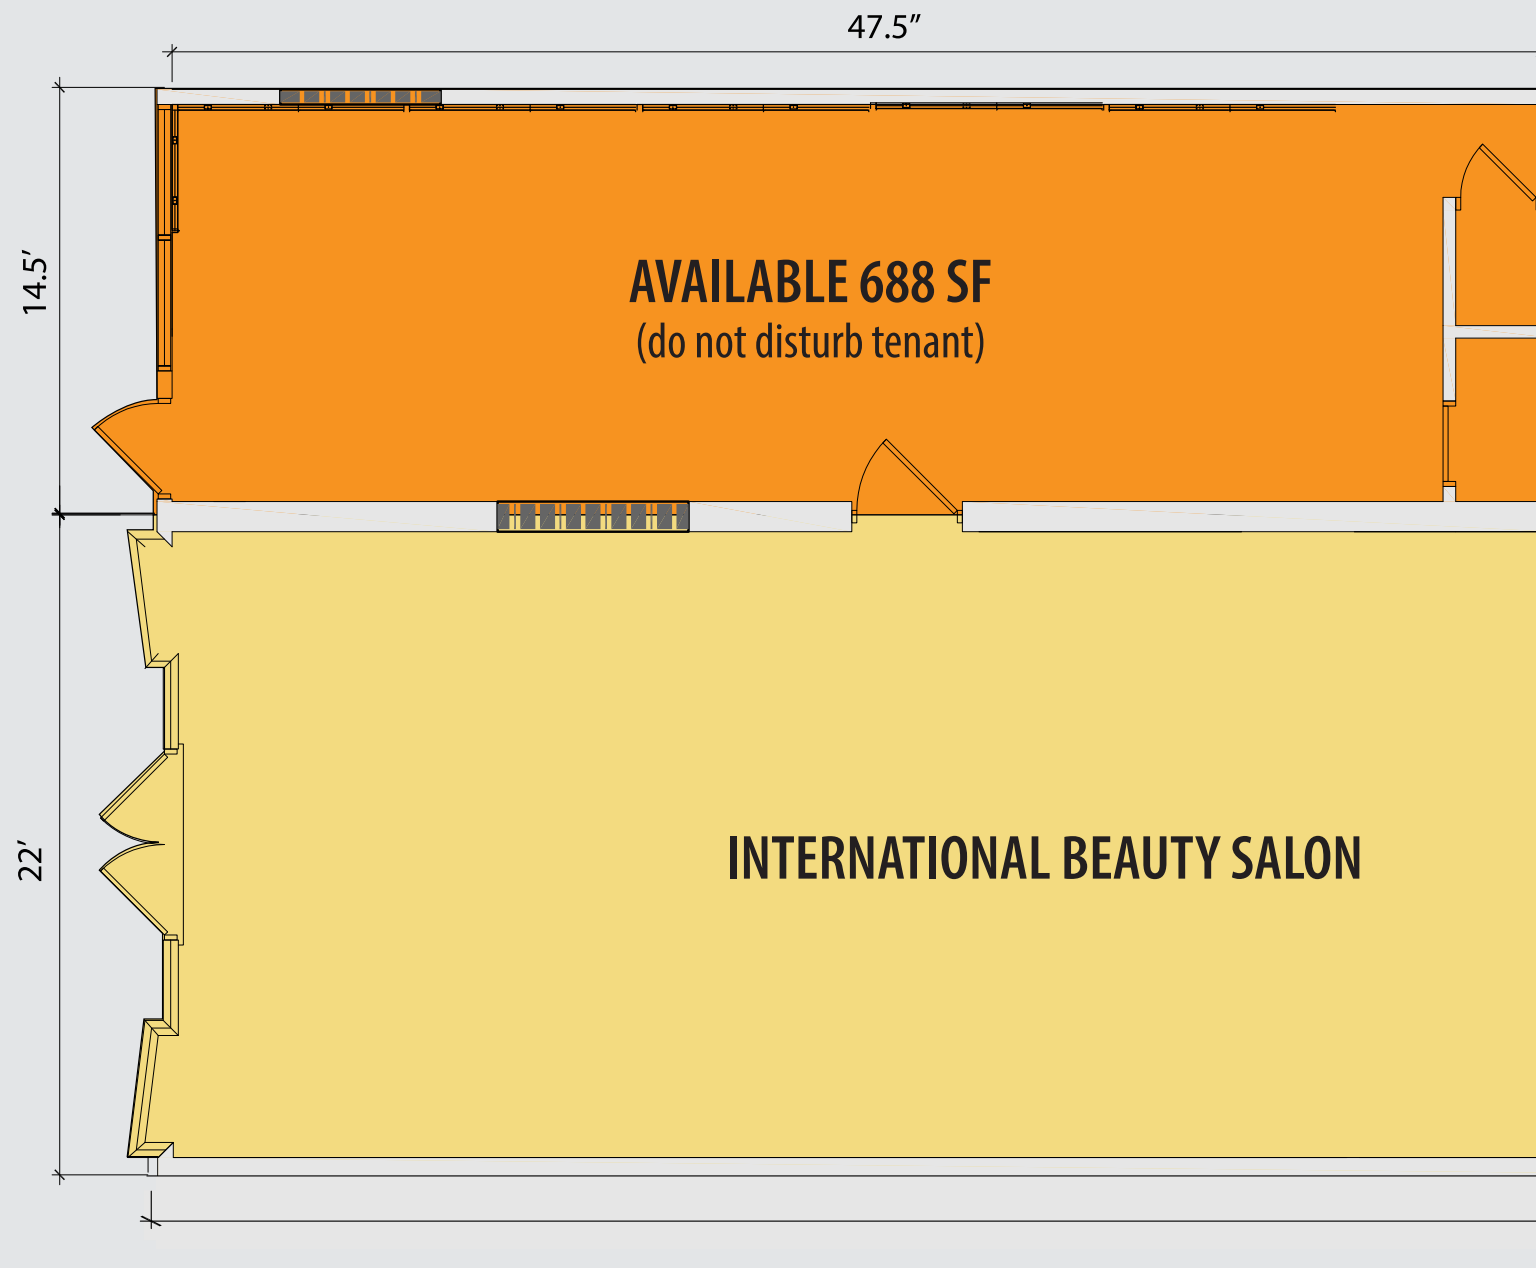 47.5”
14.5’
AVAILABLE 688 SF
(do not disturb tenant)
22’
INTERNATIONAL BEAUTY SALON